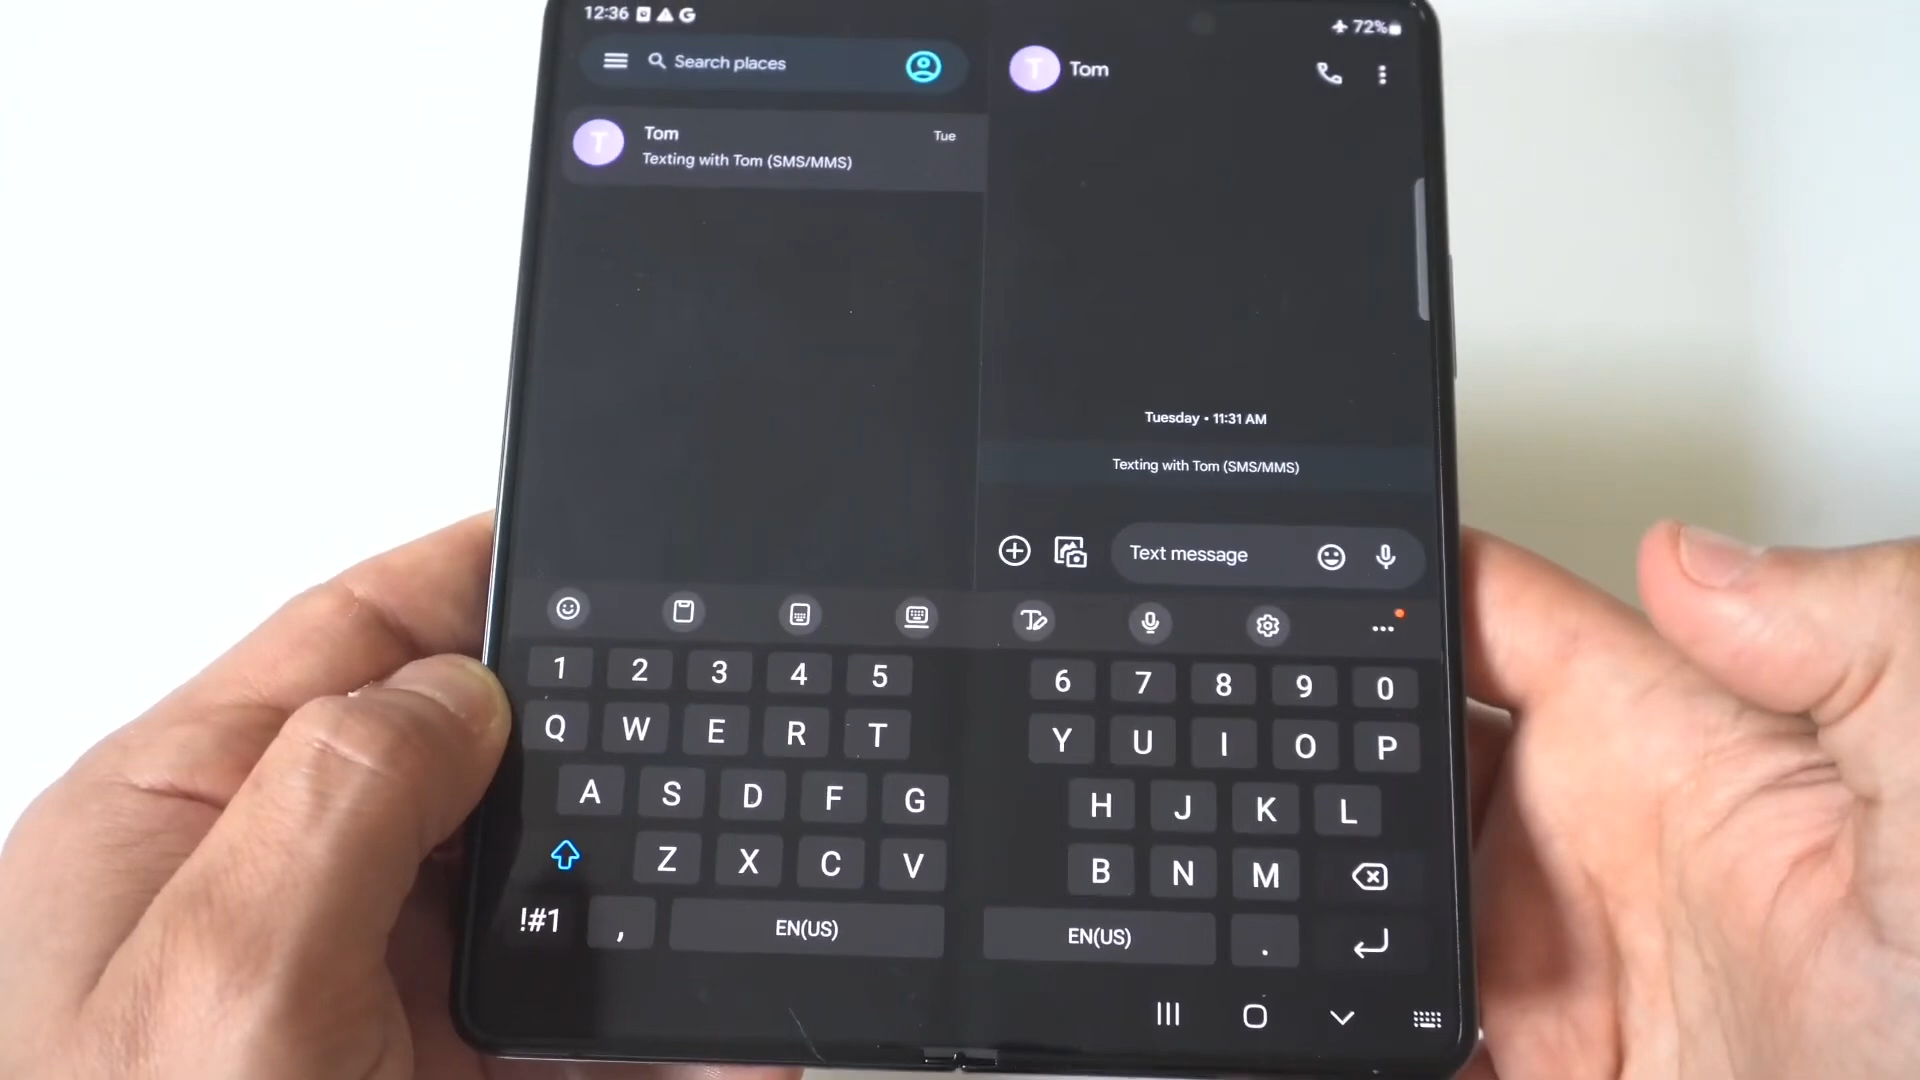 12:36
72%
Search places
T
Tom
T
Tom
Tue
Texting with Tom (SMS/MMS)
Tuesday • 11:31 AM
Texting with Tom (SMS/MMS)
Text message
1 2 3 4 5 6 7 8 9 0
Q W E R T Y U I O P
A S D F G H J K L
Z X C V B N M
!#1 , EN(US) EN(US) .